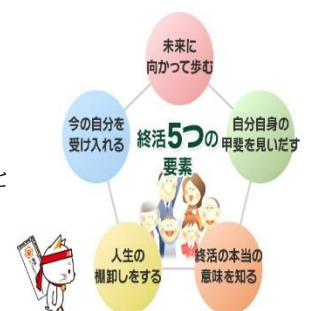 未来に
向かって歩む
今の自分を
受け入れる
終活5つの
要素
自分自身の
甲斐を見いだす
と
人生の
棚卸しをする
終活の本当の
意味を知る